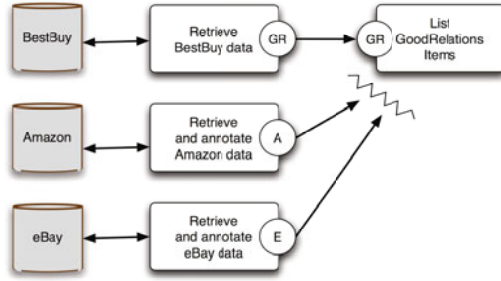 BestBuy
Retrieve
BestBuy data
GR
GR
List
GoodRelations
Items
Amazon
Retrieve
and annotate
Amazon data
A
eBay
Retrieve
and annotate
eBay data
E